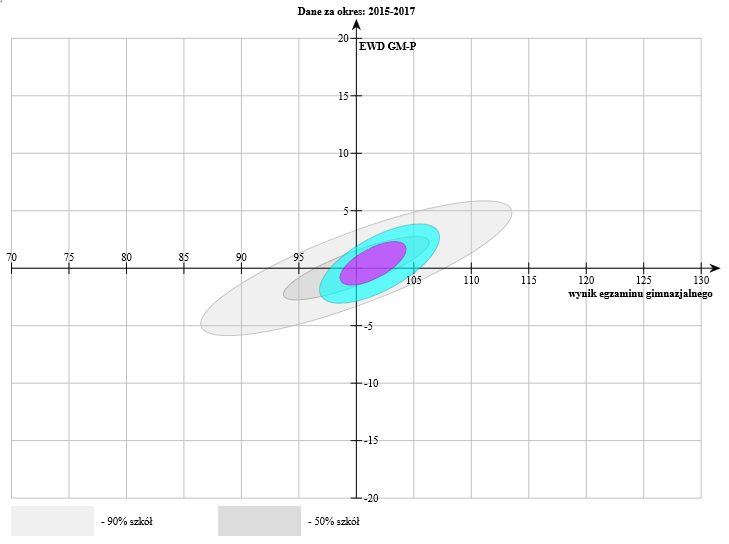 Dane za okres: 2015-2017
20
EWD GM-P
15
10
5
70 75 80 85 90 95 105 110 115 120 125 130
wynik egzaminu gimnazjalnego
-5
-10
-15
-20
- 90% szkół - 50% szkół